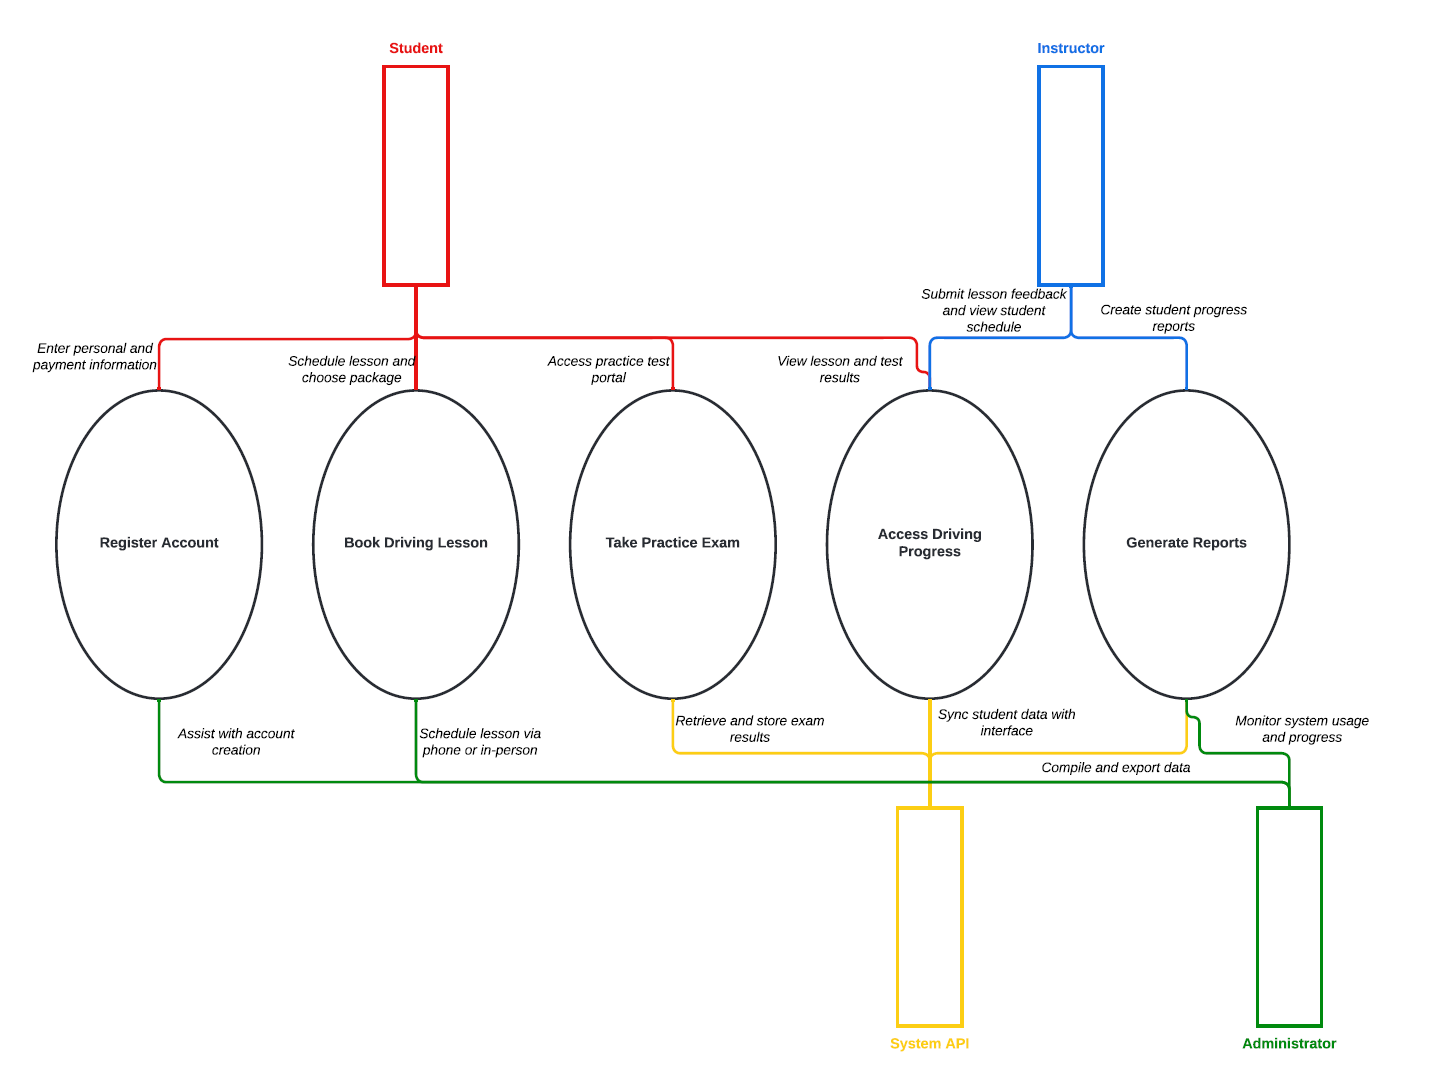 Student
Instructor
Submit lesson feedback
and view student
schedule
Create student progress
reports
Enter personal and
payment information
Schedule lesson and
choose package
Access practice test
portal
View lesson and test
results
Register Account
Book Driving Lesson
Take Practice Exam
Access Driving
Progress
Generate Reports
Assist with account
creation
Schedule lesson via
phone or in-person
Retrieve and store exam
results
Sync student data with
interface
Monitor system usage
and progress
Compile and export data
System API
Administrator